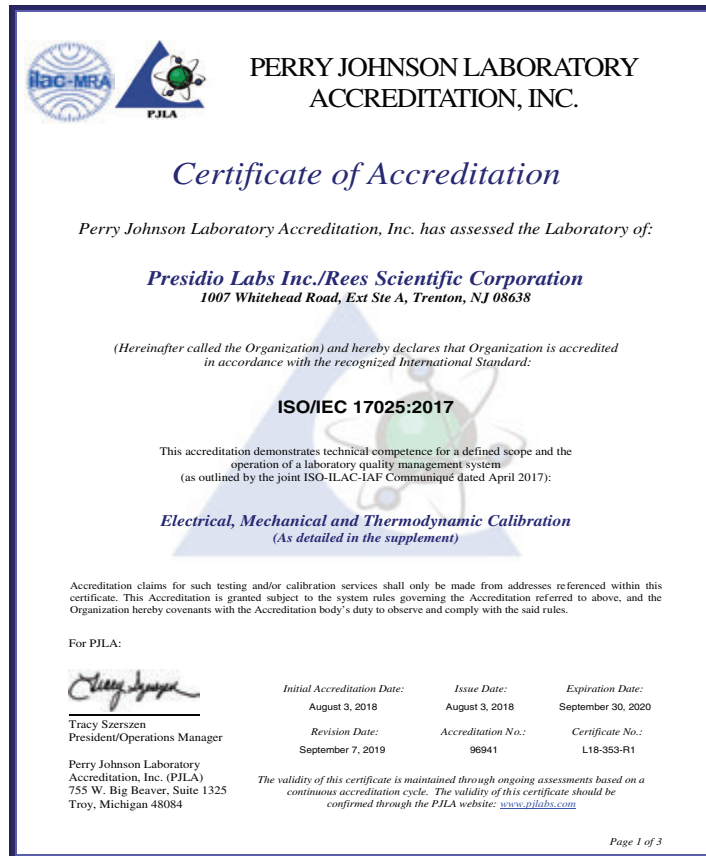 ilac-MRA
PJLA
PERRY JOHNSON LABORATORY
ACCREDITATION, INC.
Certificate of Accreditation
Perry Johnson Laboratory Accreditation, Inc. has assessed the Laboratory of:
Presidio Labs Inc./Rees Scientific Corporation
1007 Whitehead Road, Ext Ste A, Trenton, NJ 08638
(Hereinafter called the Organization) and hereby declares that Organization is accredited
in accordance with the recognized International Standard:
ISO/IEC 17025:2017
This accreditation demonstrates technical competence for a defined scope and the
operation of a laboratory quality management system
(as outlined by the joint ISO-ILAC-IAF Communiqué dated April 2017):
Electrical, Mechanical and Thermodynamic Calibration
(As detailed in the supplement)
Accreditation claims for such testing and/or calibration services shall only be made from addresses referenced within this
certificate. This Accreditation is granted subject to the system rules governing the Accreditation referred to above, and the
Organization hereby covenants with the Accreditation body's duty to observe and comply with the said rules.
For PJLA:
Tracy Szerszen
President/Operations Manager
Perry Johnson Laboratory
Accreditation, Inc. (PJLA)
755 W. Big Beaver, Suite 1325
Troy, Michigan 48084
Initial Accreditation Date: Issue Date: Expiration Date:
August 3, 2018 August 3, 2018 September 30, 2020
Revision Date: Accreditation No.: Certificate No.:
September 7, 2019 96941 L18-353-R1
The validity of this certificate is maintained through ongoing assessments based on a
continuous accreditation cycle. The validity of this certificate should be
confirmed through the PJLA website: www.pjlabs.com
Page 1 of 3